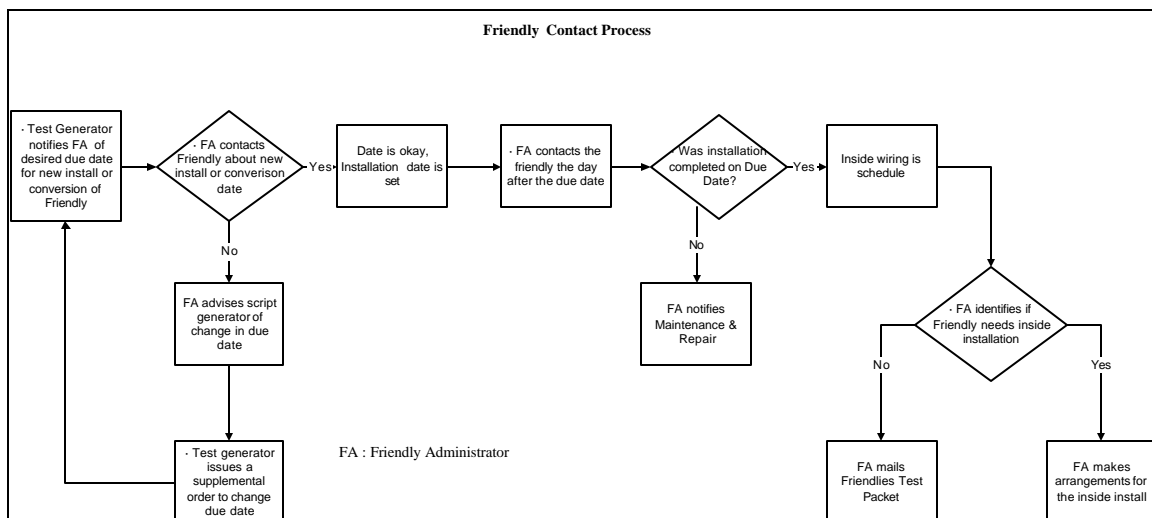 Friendly Contact Process
· Test Generator
notifies FA of
desired due date
for new install or
conversion of
Friendly
· FA contacts
Friendly about new
install or converison
date
Yes
Date is okay,
Installation date is
set
· FA contacts the
friendly the day
after the due date
· Was installation
completed on Due
Date?
Yes
Inside wiring is
schedule
No
FA advises script
generator of
change in due
date
No
FA notifies
Maintenance &
Repair
· FA identifies if
Friendly needs inside
installation
No
Yes
· Test generator
issues a
supplemental
order to change
due date
FA : Friendly Administrator
FA mails
Friendlies Test
Packet
FA makes
arrangements for
the inside install